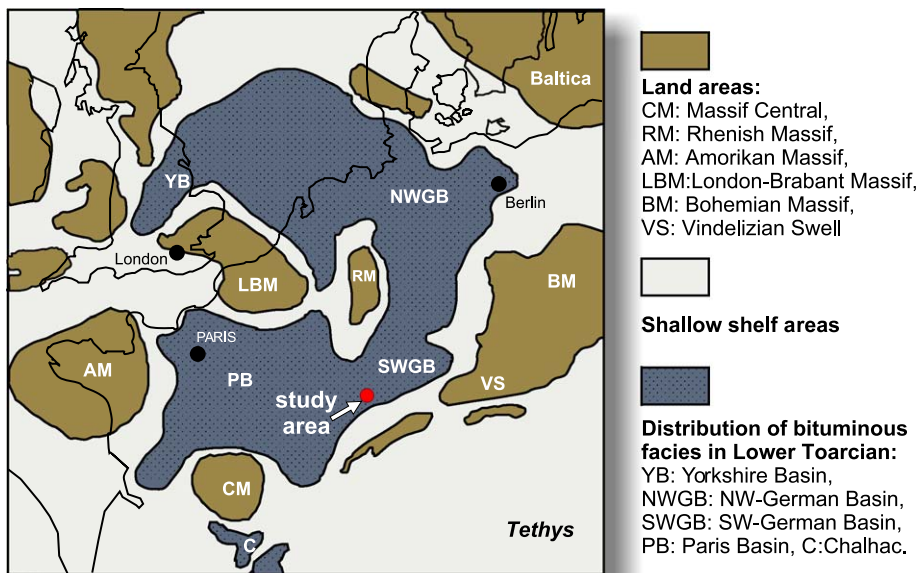 Baltica
YB
NWGB
Berlin
London
LBM
RM
BM
PARIS
AM
PB
SWGB
VS
study
area
CM
C
Tethys
Land areas:
CM: Massif Central,
RM: Rhenish Massif,
AM: Amorikan Massif,
LBM:London-Brabant Massif,
BM: Bohemian Massif,
VS: Vindelizian Swell
Shallow shelf areas
Distribution of bituminous
facies in Lower Toarcian:
YB: Yorkshire Basin,
NWGB: NW-German Basin,
SWGB: SW-German Basin,
PB: Paris Basin, C:Chalhac.